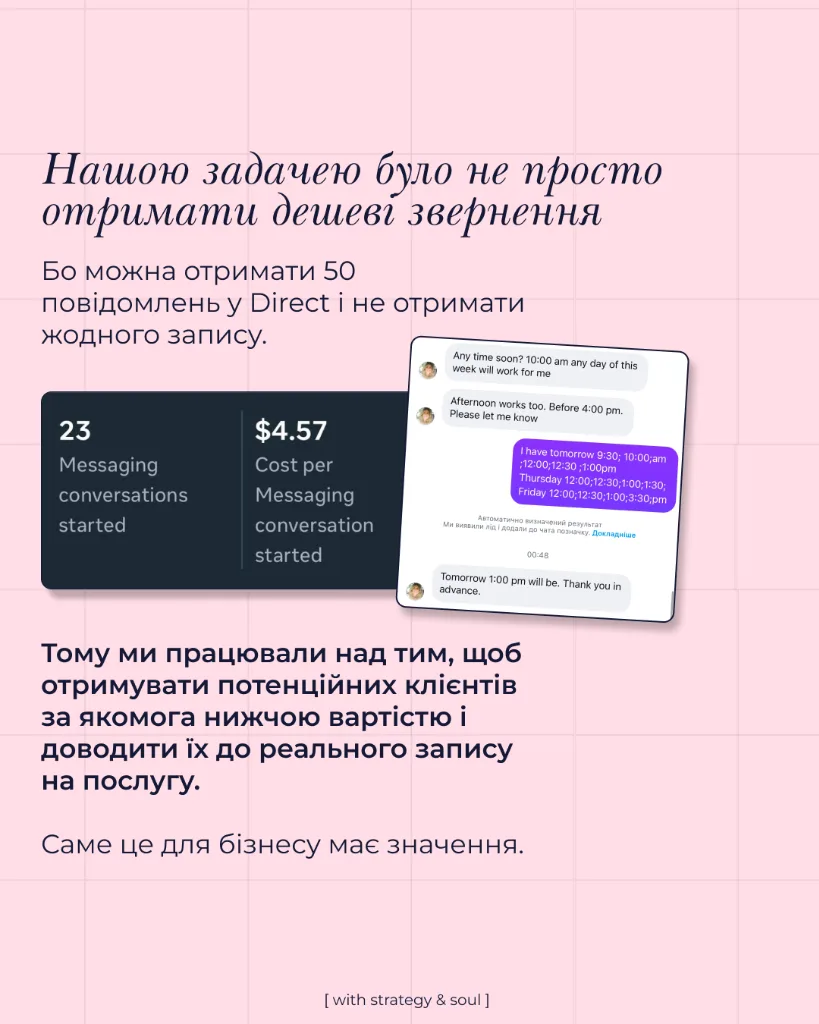 Нашою задачею було не просто
отримати дешеві звернення
Бо можна отримати 50
повідомлень у Direct і не отримати
жодного запису.
23
Messaging
conversations
started
$4.57
Cost per
Messaging
conversation
started
Any time soon? 10:00 am any day of this
week will work for me
Afternoon works too. Before 4:00 pm.
Please let me know
I have tomorrow 9:30; 10:00;am
;12:00;12:30 ;1:00pm
Thursday 12:00;12:30;1:00;1:30;
Friday 12:00;12:30;1:00;3:30;pm
Автоматично визначений результат
Ми виявили лід і додали до чата позначку. Докладніше
00:48
Tomorrow 1:00 pm will be. Thank you in
advance.
Тому ми працювали над тим, щоб
отримувати потенційних клієнтів
за якомога нижчою вартістю і
доводити їх до реального запису
на послугу.
Саме це для бізнесу має значення.
[ with strategy & soul ]